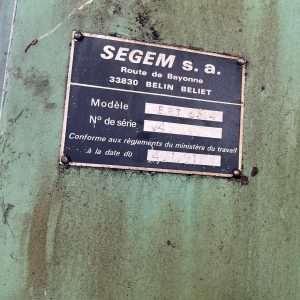 SEGEM s. a.
Route de Bayonne
33830 BELIN BELIET
Modèle
N° de série
Conforme aux règlements du ministère du travail
à la date du